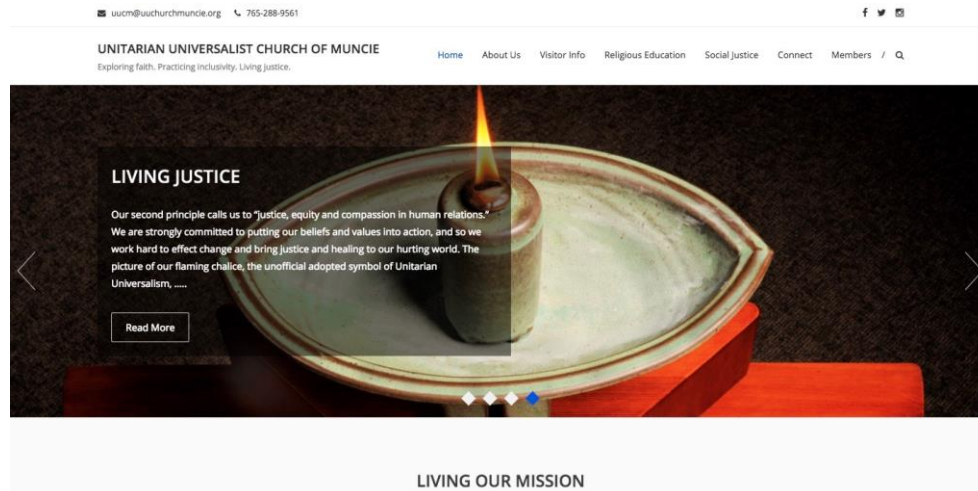 uucm@uuchurchmuncie.org 765-288-9561
UNITARIAN UNIVERSALIST CHURCH OF MUNCIE
Exploring faith. Practicing inclusivity. Living justice.
Home About Us Visitor Info Religious Education Social Justice Connect Members /
LIVING JUSTICE
Our second principle calls us to “justice, equity and compassion in human relations.”
We are strongly committed to putting our beliefs and values into action, and so we
work hard to effect change and bring justice and healing to our hurting world. The
picture of our flaming chalice, the unofficial adopted symbol of Unitarian
Universalism, .....
Read More
LIVING OUR MISSION